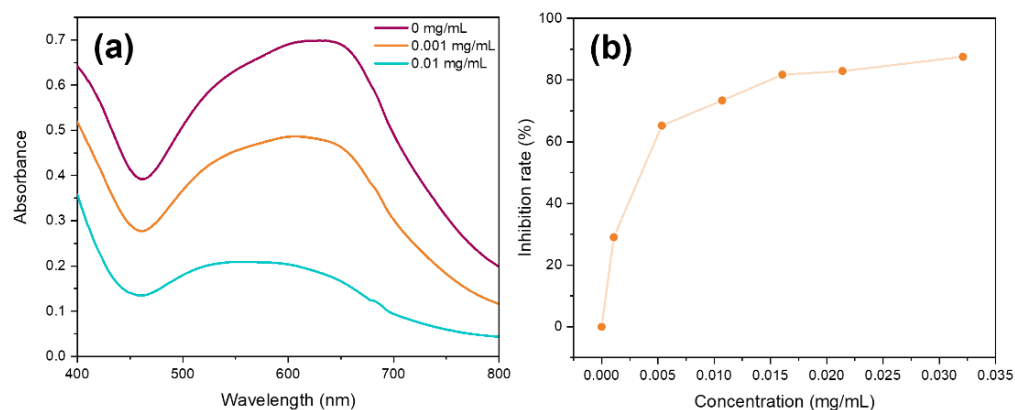 (a)
0 mg/mL
0.001 mg/mL
0.01 mg/mL
0.7
0.6
0.5
0.4
0.3
0.2
0.1
0.0
Absorbance
400 500 600 700 800
Wavelength (nm)
(b)
100
80
60
40
20
0
Inhibition rate (%)
0.000 0.005 0.010 0.015 0.020 0.025 0.030 0.035
Concentration (mg/mL)